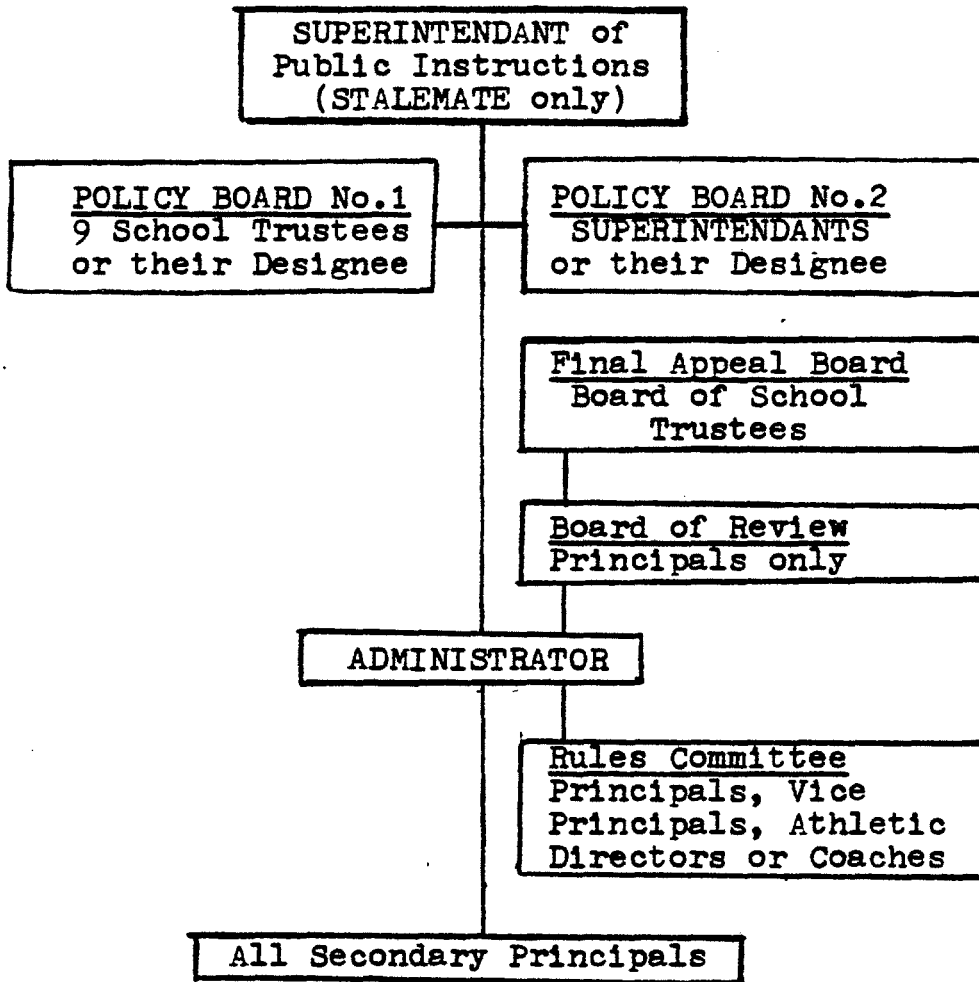 SUPERINTENDANT of
Public Instructions
(STALEMATE only)
POLICY BOARD No.1
9 School Trustees
or their Designee
POLICY BOARD No.2
SUPERINTENDANTS
or their Designee
Final Appeal Board
Board of School
Trustees
Board of Review
Principals only
ADMINISTRATOR
Rules Committee
Principals, Vice
Principals, Athletic
Directors or Coaches
All Secondary Principals